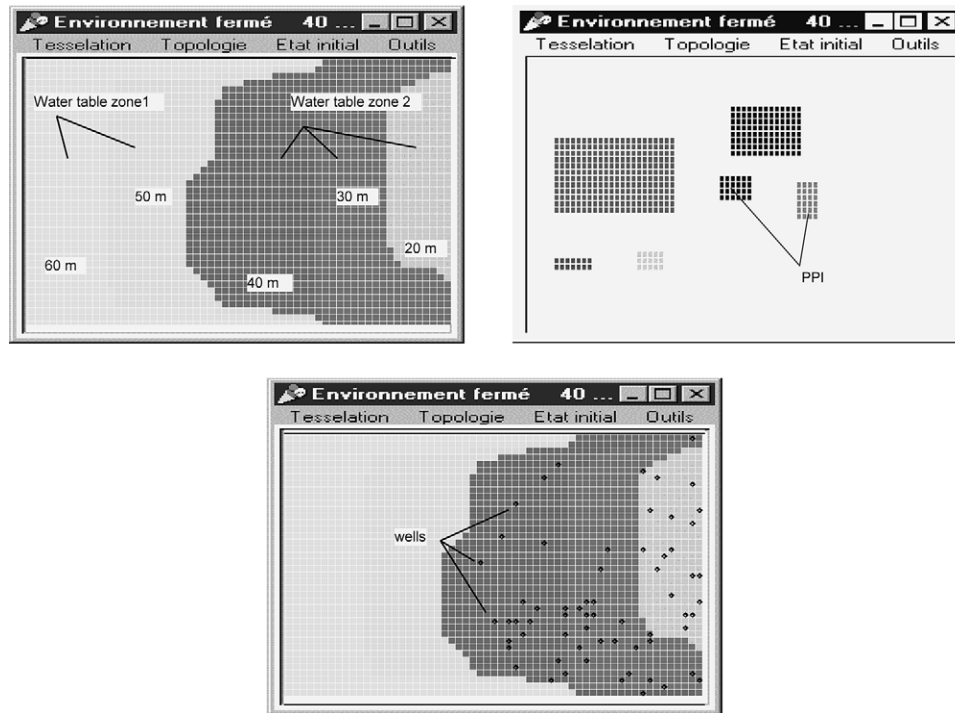 Environnement fermé 40 ...
Tesselation Topologie Etat initial Outils
Water table zone1
Water table zone 2
50 m
30 m
20 m
60 m
40 m
Environnement fermé 40 ...
Tesselation Topologie Etat initial Outils
PPI
Environnement fermé 40 ...
Tesselation Topologie Etat initial Outils
wells